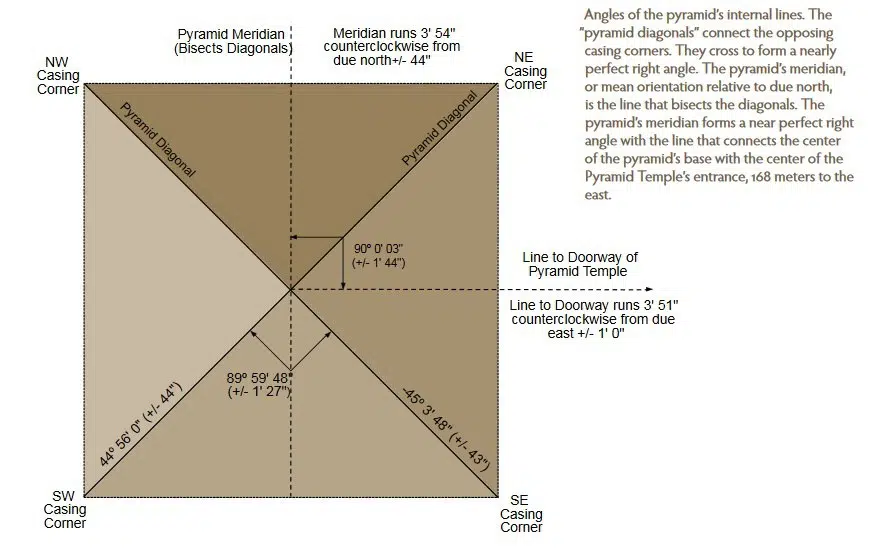 Pyramid Meridian
(Bisects Diagonals)
Meridian runs 3' 54"
counterclockwise from
due north+/- 44"
NW
Casing
Corner
NE
Casing
Corner
Pyramid Diagonal
Pyramid Diagonal
90º 0' 03"
(+/- 1' 44")
Line to Doorway of
Pyramid Temple
Line to Doorway runs 3' 51"
counterclockwise from due
east +/- 1' 0"
89º 59' 48"
(+/- 1' 27")
44º 56' 0" (+/- 44")
-45º 3' 48" (+/- 43")
SW
Casing
Corner
SE
Casing
Corner
Angles of the pyramid's internal lines. The
"pyramid diagonals" connect the opposing
casing corners. They cross to form a nearly
perfect right angle. The pyramid's meridian,
or mean orientation relative to due north,
is the line that bisects the diagonals. The
pyramid's meridian forms a near perfect right
angle with the line that connects the center
of the pyramid's base with the center of the
Pyramid Temple's entrance, 168 meters to the
east.